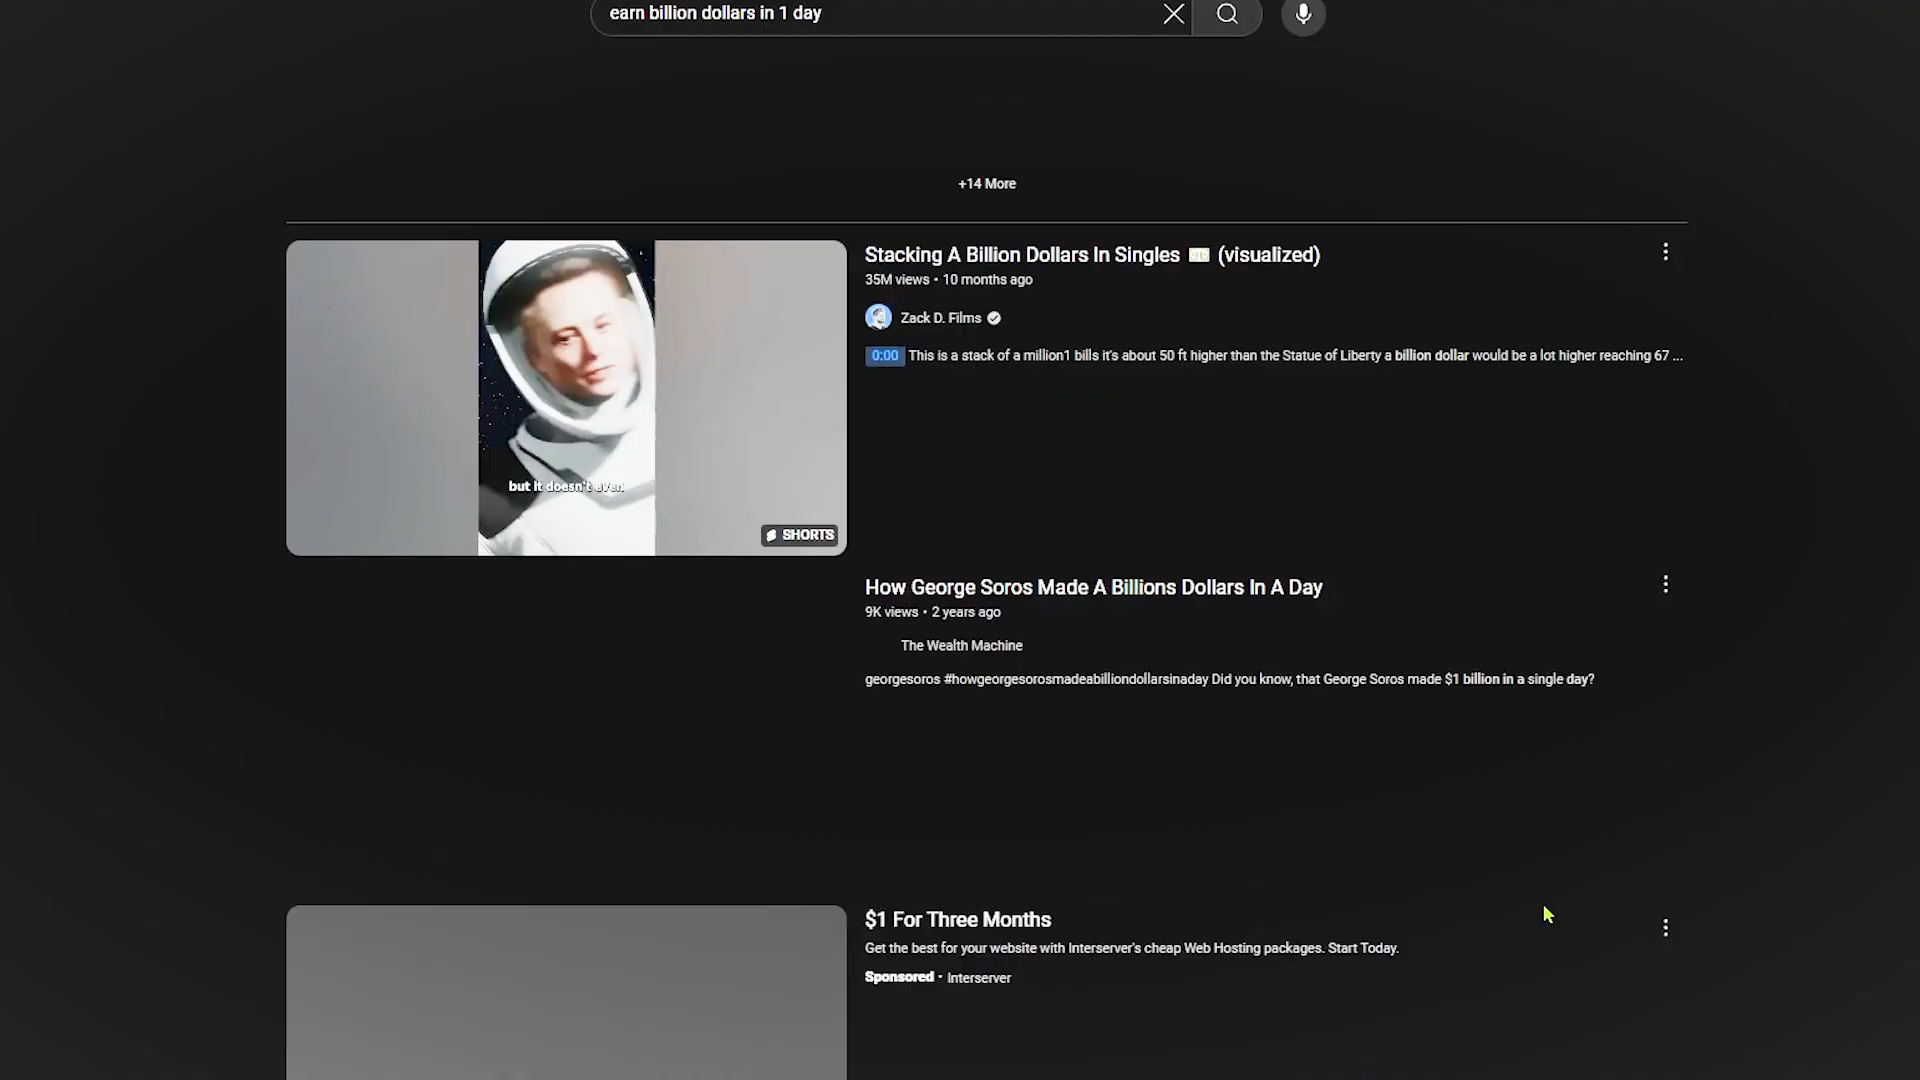 earn billion dollars in 1 day
+14 More
Stacking A Billion Dollars In Singles (visualized)
35M views • 10 months ago
Zack D. Films
0:00 This is a stack of a million1 bills it's about 50 ft higher than the Statue of Liberty a billion dollar would be a lot higher reaching 67 ...
but it doesn't even
SHORTS
How George Soros Made A Billions Dollars In A Day
9K views • 2 years ago
The Wealth Machine
georgesoros #howgeorgesorosmadeabilliondollarsinaday Did you know, that George Soros made $1 billion in a single day?
$1 For Three Months
Get the best for your website with Interserver's cheap Web Hosting packages. Start Today.
Sponsored • Interserver